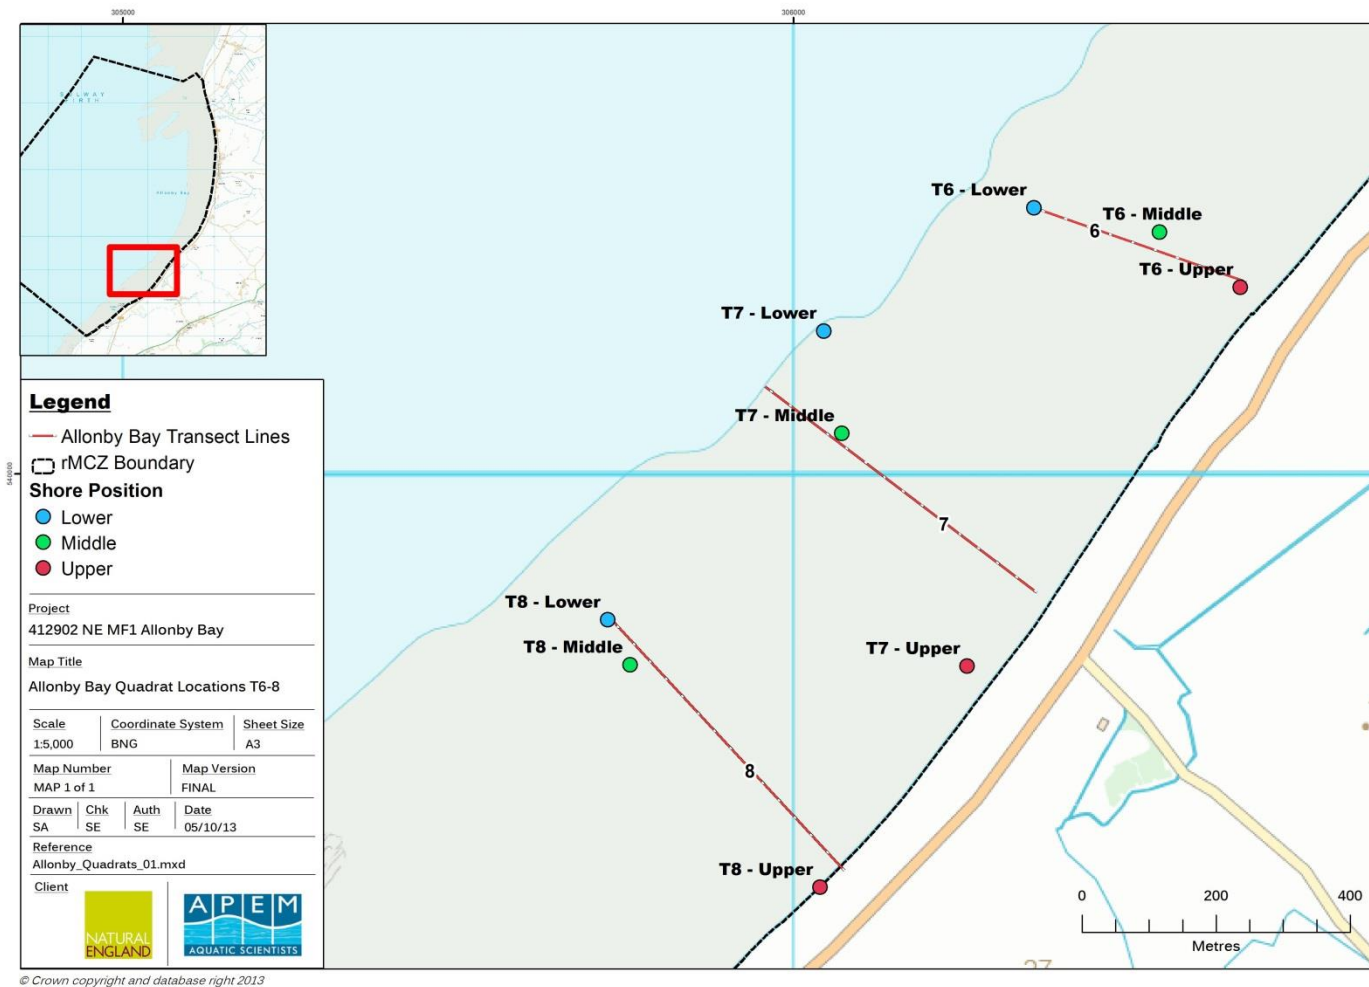 305000
306000
SOLWAY
FIRTH
Allonby Bay
540000
T6 - Lower
T6 - Middle
6
T6 - Upper
T7 - Lower
T7 - Middle
7
T8 - Lower
T8 - Middle
T7 - Upper
8
T8 - Upper
27
0 200 400
Metres
Legend
Allonby Bay Transect Lines
rMCZ Boundary
Shore Position
Lower
Middle
Upper
Project
412902 NE MF1 Allonby Bay
Map Title
Allonby Bay Quadrat Locations T6-8
Scale Coordinate System Sheet Size
1:5,000 BNG A3
Map Number Map Version
MAP 1 of 1 FINAL
Drawn Chk Auth Date
SA SE SE 05/10/13
Reference
Allonby_Quadrats_01.mxd
Client
NATURAL
ENGLAND
APEM
AQUATIC SCIENTISTS
© Crown copyright and database right 2013